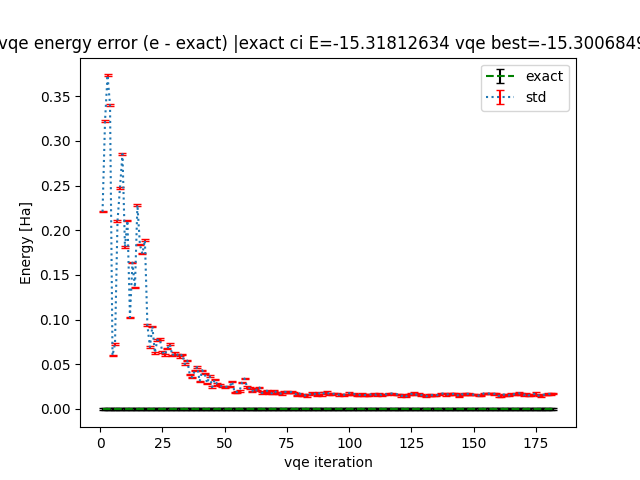 vqe energy error (e - exact) |exact ci E=-15.31812634 vqe best=-15.3006849
exact
std
Energy [Ha]
0.35
0.30
0.25
0.20
0.15
0.10
0.05
0.00
0 25 50 75 100 125 150 175
vqe iteration